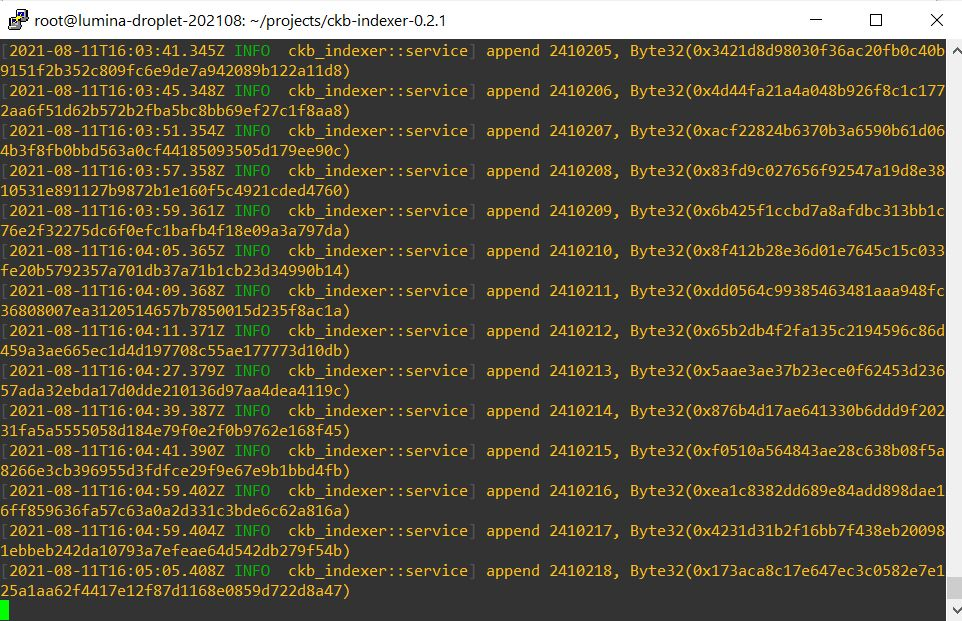 root@lumina-droplet-202108: ~/projects/ckb-indexer-0.2.1
[2021-08-11T16:03:41.345Z INFO  ckb_indexer::service] append 2410205, Byte32(0x3421d8d98030f36ac20fb0c40b
9151f2b352c809fc6e9de7a942089b122a11d8)
[2021-08-11T16:03:45.348Z INFO  ckb_indexer::service] append 2410206, Byte32(0x4d44fa21a4a048b926f8c1c177
2aa6f51d62b572b2fba5bc8bb69ef27c1f8aa8)
[2021-08-11T16:03:51.354Z INFO  ckb_indexer::service] append 2410207, Byte32(0xacf22824b6370b3a6590b61d06
4b3f8fb0bbd563a0cf44185093505d179ee90c)
[2021-08-11T16:03:57.358Z INFO  ckb_indexer::service] append 2410208, Byte32(0x83fd9c027656f92547a19d8e38
10531e891127b9872b1e160f5c4921cded4760)
[2021-08-11T16:03:59.361Z INFO  ckb_indexer::service] append 2410209, Byte32(0x6b425f1ccbd7a8afdbc313bb1c
76e2f32275dc6f0efc1bafb4f18e09a3a797da)
[2021-08-11T16:04:05.365Z INFO  ckb_indexer::service] append 2410210, Byte32(0x8f412b28e36d01e7645c15c033
fe20b5792357a701db37a71b1cb23d34990b14)
[2021-08-11T16:04:09.368Z INFO  ckb_indexer::service] append 2410211, Byte32(0xdd0564c99385463481aaa948fc
36808007ea3120514657b7850015d235f8ac1a)
[2021-08-11T16:04:11.371Z INFO  ckb_indexer::service] append 2410212, Byte32(0x65b2db4f2fa135c2194596c86d
459a3ae665ec1d4d197708c55ae177773d10db)
[2021-08-11T16:04:27.379Z INFO  ckb_indexer::service] append 2410213, Byte32(0x5aae3ae37b23ece0f62453d236
57ada32ebda17d0dde210136d97aa4dea4119c)
[2021-08-11T16:04:39.387Z INFO  ckb_indexer::service] append 2410214, Byte32(0x876b4d17ae641330b6ddd9f202
31fa5a5555058d184e79f0e2f0b9762e168f45)
[2021-08-11T16:04:41.390Z INFO  ckb_indexer::service] append 2410215, Byte32(0xf0510a564843ae28c638b08f5a
8266e3cb396955d3fdfce29f9e67e9b1bbd4fb)
[2021-08-11T16:04:59.402Z INFO  ckb_indexer::service] append 2410216, Byte32(0xea1c8382dd689e84add898dae1
6ff859636fa57c63a0a2d331c3bde6c62a816a)
[2021-08-11T16:04:59.404Z INFO  ckb_indexer::service] append 2410217, Byte32(0x4231d31b2f16bb7f438eb20098
1ebbeb242da10793a7efeae64d542db279f54b)
[2021-08-11T16:05:05.408Z INFO  ckb_indexer::service] append 2410218, Byte32(0x173aca8c17e647ec3c0582e7e1
25a1aa62f4417e12f87d1168e0859d722d8a47)